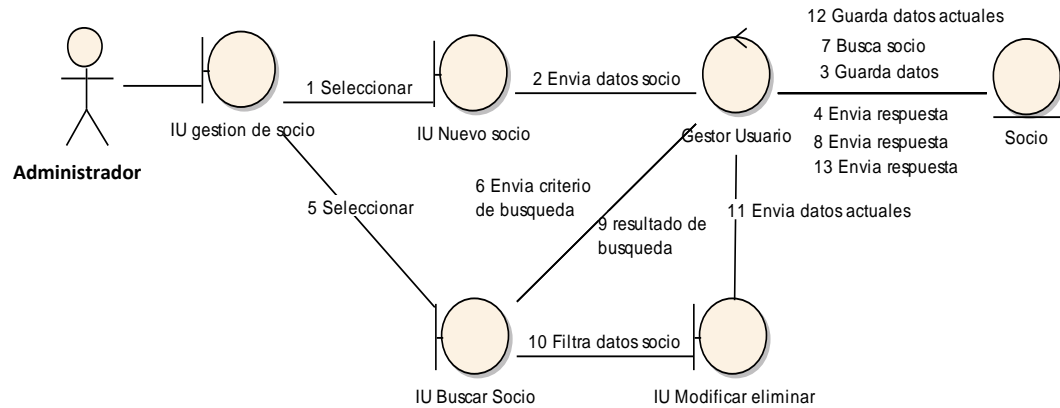 12 Guarda datos actuales
7 Busca socio
3 Guarda datos
1 Seleccionar
2 Envia datos socio
4 Envia respuesta
8 Envia respuesta
13 Envia respuesta
IU gestion de socio
IU Nuevo socio
Gestor Usuario
Socio
Administrador
5 Seleccionar
6 Envia criterio
de busqueda
9 resultado de
busqueda
11 Envia datos actuales
10 Filtra datos socio
IU Buscar Socio
IU Modificar eliminar